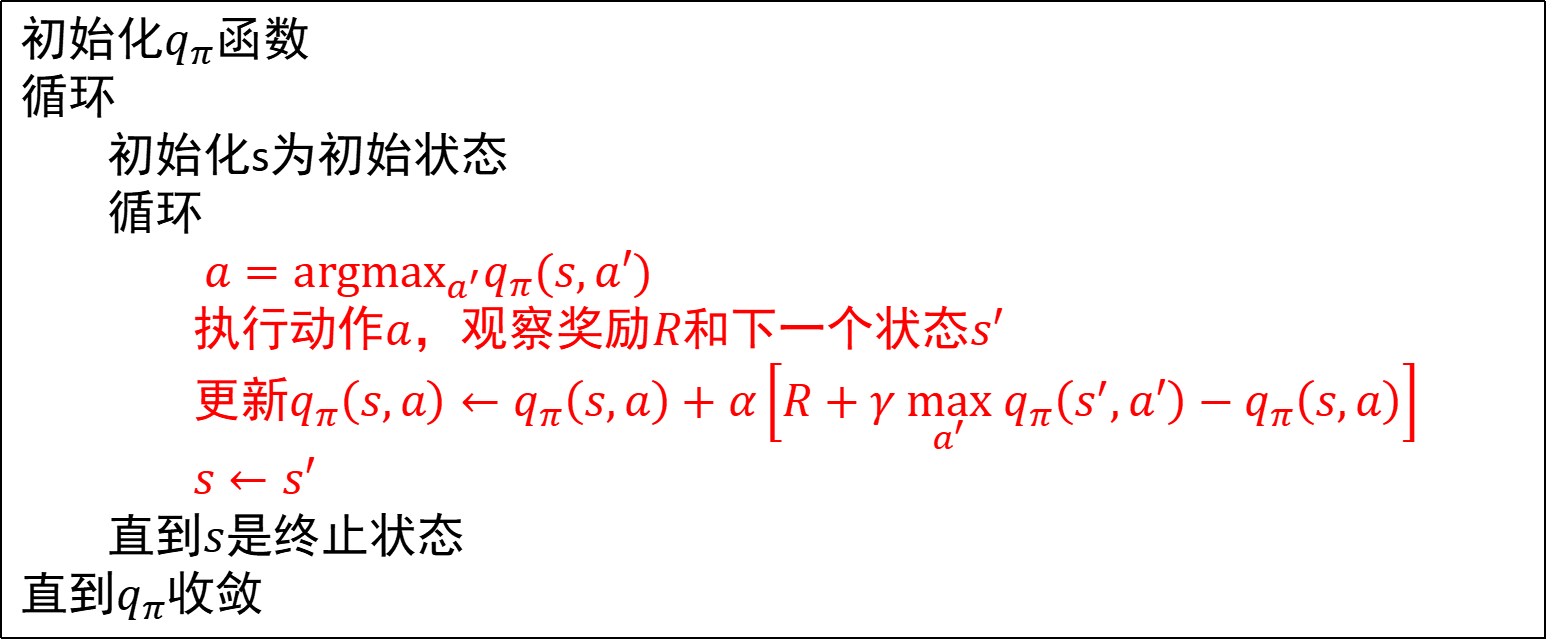 初始化qπ函数
循环
初始化s为初始状态
循环
a = argmaxa′qπ(s, a′)
执行动作a，观察奖励R和下一个状态s′
更新qπ(s, a) ← qπ(s, a) + α[R + γ maxa′ qπ(s′, a′) − qπ(s, a)]
s ← s′
直到s是终止状态
直到qπ收敛